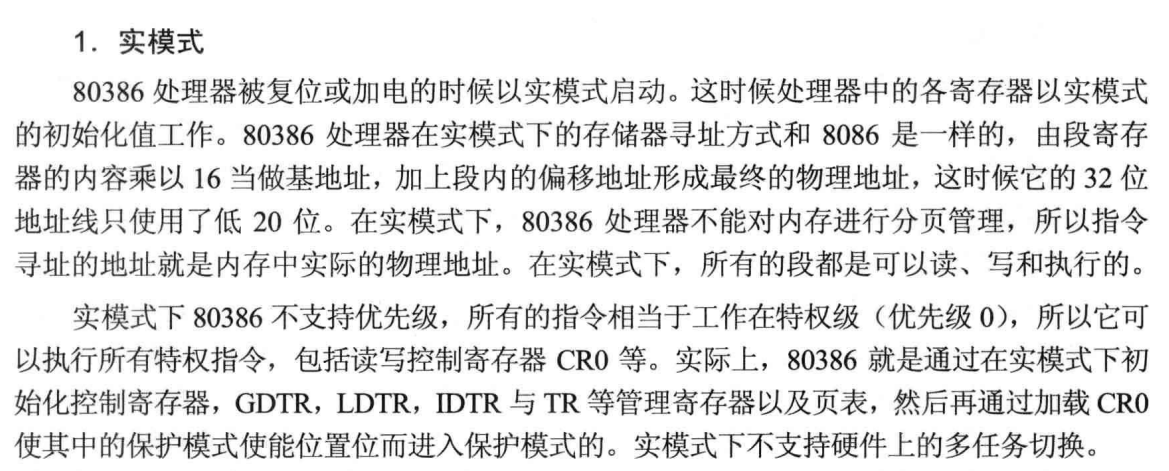 1．实模式
80386 处理器被复位或加电的时候以实模式启动。这时候处理器中的各寄存器以实模式
的初始化值工作。80386 处理器在实模式下的存储器寻址方式和 8086 是一样的，由段寄存
器的内容乘以 16 当做基地址，加上段内的偏移地址形成最终的物理地址，这时候它的 32 位
地址线只使用了低 20 位。在实模式下，80386 处理器不能对内存进行分页管理，所以指令
寻址的地址就是内存中实际的物理地址。在实模式下，所有的段都是可以读、写和执行的。
实模式下 80386 不支持优先级，所有的指令相当于工作在特权级（优先级 0），所以它可
以执行所有特权指令，包括读写控制寄存器 CR0 等。实际上，80386 就是通过在实模式下初
始化控制寄存器，GDTR，LDTR，IDTR 与 TR 等管理寄存器以及页表，然后再通过加载 CR0
使其中的保护模式使能位置位而进入保护模式的。实模式下不支持硬件上的多任务切换。